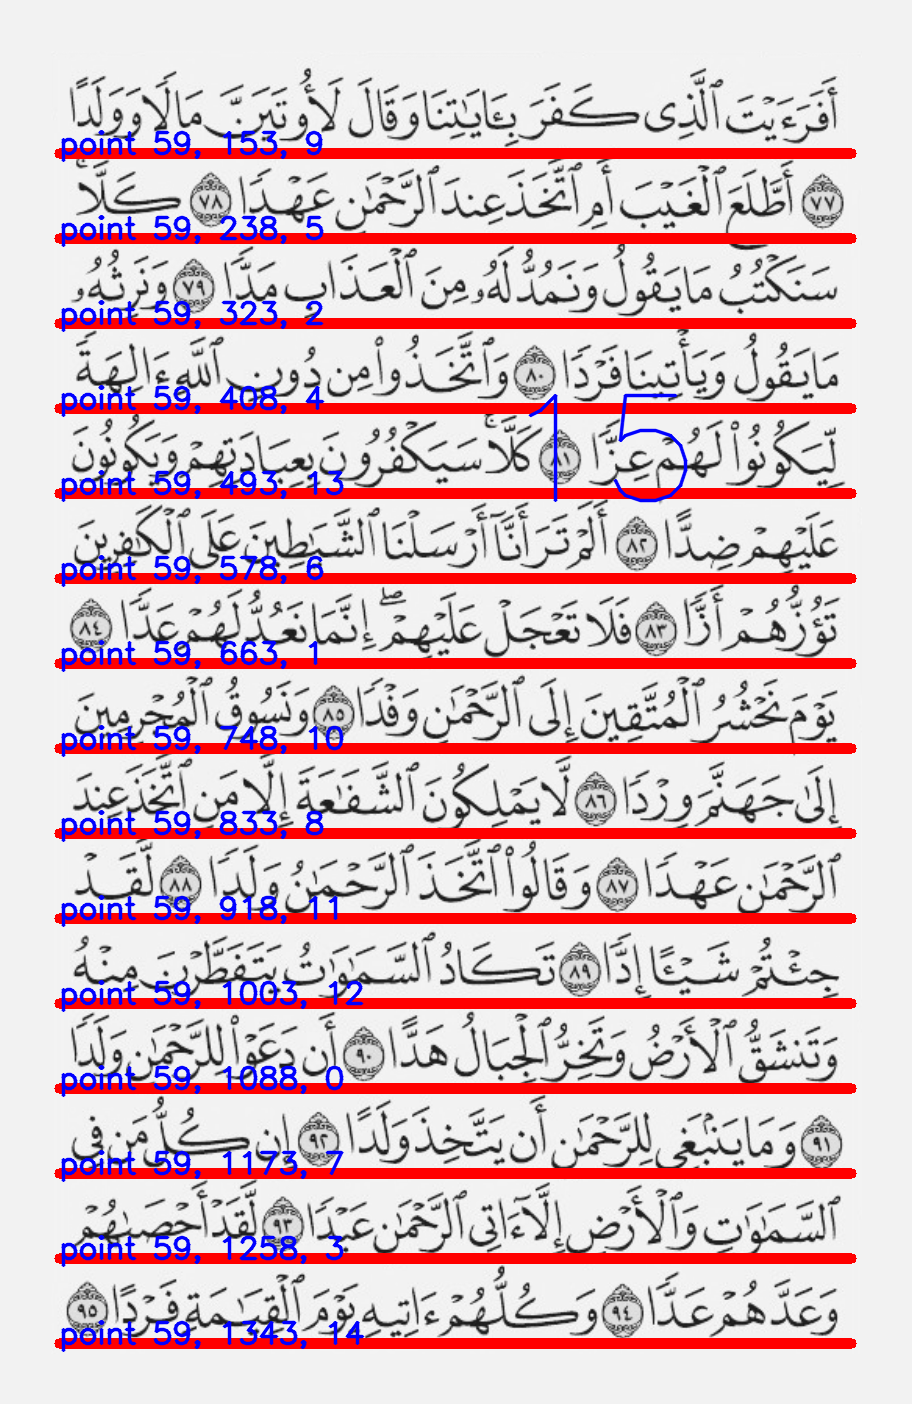 أَفَرَءَيْتَ ٱلَّذِى كَفَرَ بِـَٔايَـٰتِنَا وَقَالَ لَأُوتَيَنَّ مَالًا وَوَلَدًا
point 59, 153, 9
٧٧ أَطَّلَعَ ٱلْغَيْبَ أَمِ ٱتَّخَذَ عِندَ ٱلرَّحْمَـٰنِ عَهْدًا ٧٨ كَلَّا ۚ
point 59, 238, 5
سَنَكْتُبُ مَا يَقُولُ وَنَمُدُّ لَهُۥ مِنَ ٱلْعَذَابِ مَدًّا ٧٩ وَنَرِثُهُۥ
point 59, 323, 2
مَا يَقُولُ وَيَأْتِينَا فَرْدًا ٨٠ وَٱتَّخَذُوا۟ مِن دُونِ ٱللَّهِ ءَالِهَةً
point 59, 408, 4
15
لِّيَكُونُوا۟ لَهُمْ عِزًّا ٨١ كَلَّا ۚ سَيَكْفُرُونَ بِعِبَادَتِهِمْ وَيَكُونُونَ
point 59, 493, 13
عَلَيْهِمْ ضِدًّا ٨٢ أَلَمْ تَرَ أَنَّآ أَرْسَلْنَا ٱلشَّيَـٰطِينَ عَلَى ٱلْكَـٰفِرِينَ
point 59, 578, 6
تَؤُزُّهُمْ أَزًّا ٨٣ فَلَا تَعْجَلْ عَلَيْهِمْ ۖ إِنَّمَا نَعُدُّ لَهُمْ عَدًّا ٨٤
point 59, 663, 1
يَوْمَ نَحْشُرُ ٱلْمُتَّقِينَ إِلَى ٱلرَّحْمَـٰنِ وَفْدًا ٨٥ وَنَسُوقُ ٱلْمُجْرِمِينَ
point 59, 748, 10
إِلَىٰ جَهَنَّمَ وِرْدًا ٨٦ لَّا يَمْلِكُونَ ٱلشَّفَـٰعَةَ إِلَّا مَنِ ٱتَّخَذَ عِندَ
point 59, 833, 8
ٱلرَّحْمَـٰنِ عَهْدًا ٨٧ وَقَالُوا۟ ٱتَّخَذَ ٱلرَّحْمَـٰنُ وَلَدًا ٨٨ لَّقَدْ
point 59, 918, 11
جِئْتُمْ شَيْـًٔا إِدًّا ٨٩ تَكَادُ ٱلسَّمَـٰوَٰتُ يَتَفَطَّرْنَ مِنْهُ
point 59, 1003, 12
وَتَنشَقُّ ٱلْأَرْضُ وَتَخِرُّ ٱلْجِبَالُ هَدًّا ٩٠ أَن دَعَوْا۟ لِلرَّحْمَـٰنِ وَلَدًا
point 59, 1088, 0
٩١ وَمَا يَنۢبَغِى لِلرَّحْمَـٰنِ أَن يَتَّخِذَ وَلَدًا ٩٢ إِن كُلُّ مَن فِى
point 59, 1173, 7
ٱلسَّمَـٰوَٰتِ وَٱلْأَرْضِ إِلَّآ ءَاتِى ٱلرَّحْمَـٰنِ عَبْدًا ٩٣ لَّقَدْ أَحْصَىٰهُمْ
point 59, 1258, 3
وَعَدَّهُمْ عَدًّا ٩٤ وَكُلُّهُمْ ءَاتِيهِ يَوْمَ ٱلْقِيَـٰمَةِ فَرْدًا ٩٥
point 59, 1343, 14